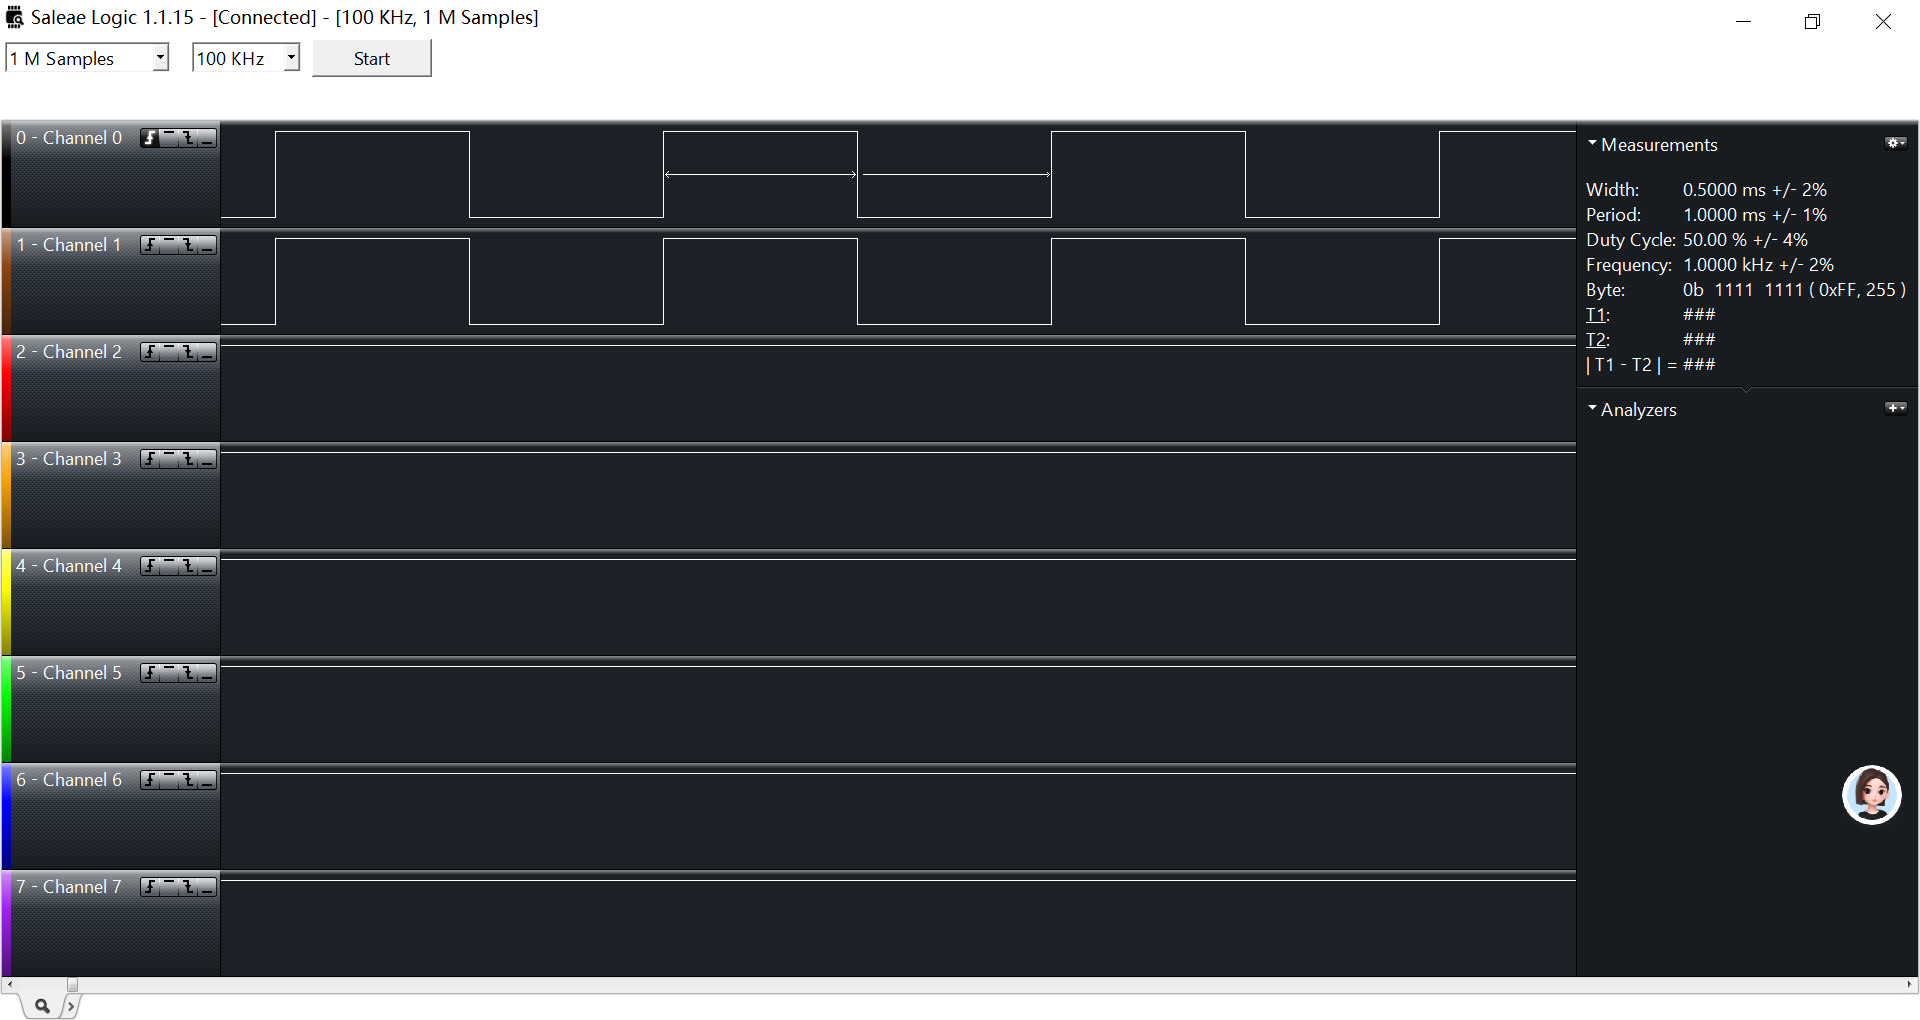 Saleae Logic 1.1.15 - [Connected] - [100 KHz, 1 M Samples]
1 M Samples 100 KHz Start
0 - Channel 0
1 - Channel 1
2 - Channel 2
3 - Channel 3
4 - Channel 4
5 - Channel 5
6 - Channel 6
7 - Channel 7
Measurements
Width: 0.5000 ms +/- 2%
Period: 1.0000 ms +/- 1%
Duty Cycle: 50.00 % +/- 4%
Frequency: 1.0000 kHz +/- 2%
Byte: 0b 1111 1111 ( 0xFF, 255 )
T1: ###
T2: ###
| T1 - T2 | = ###
Analyzers